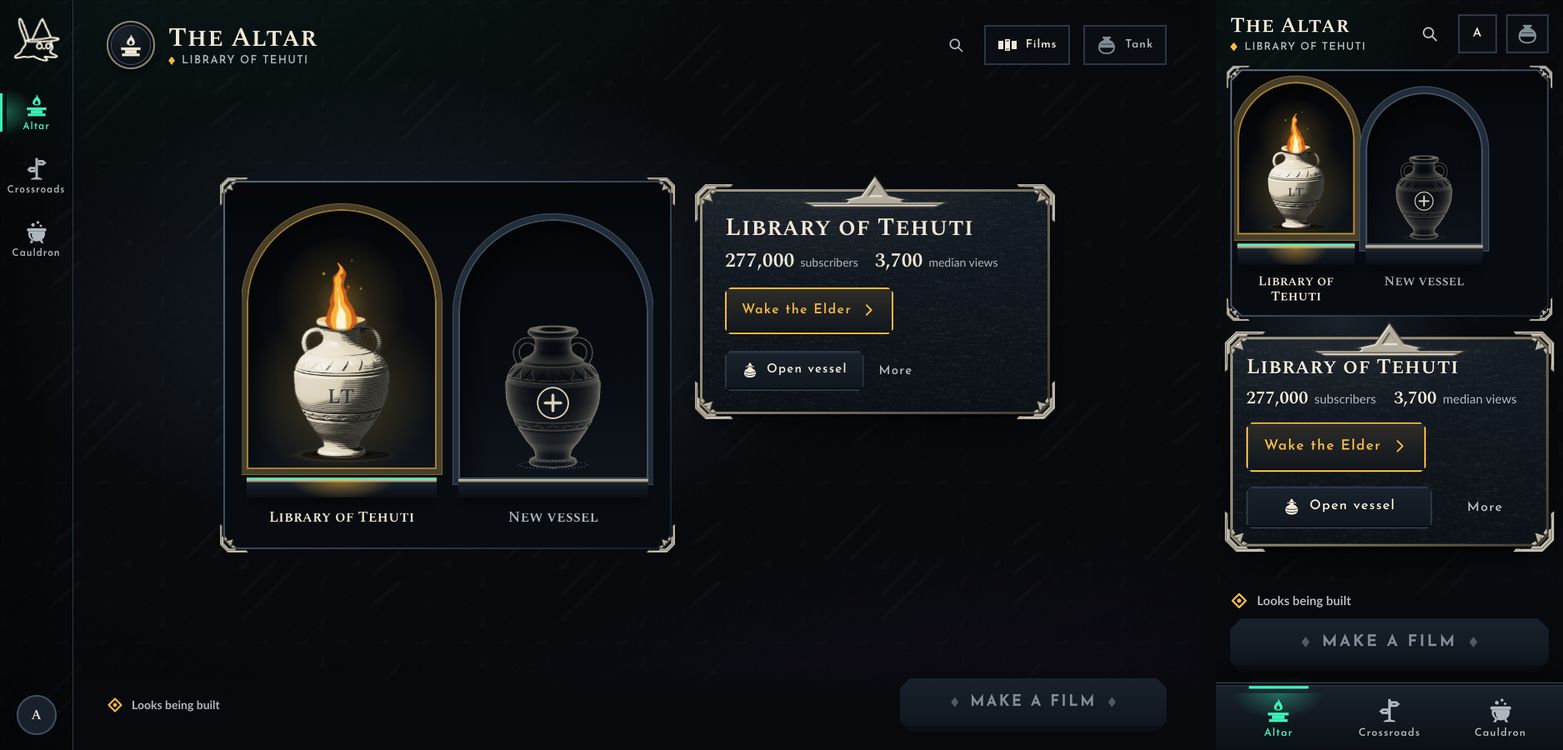 THE ALTAR
LIBRARY OF TEHUTI
Films
Tank
Altar
Crossroads
Cauldron
LT
LIBRARY OF TEHUTI
NEW VESSEL
LIBRARY OF TEHUTI
277,000 subscribers 3,700 median views
Wake the Elder
Open vessel
More
Looks being built
MAKE A FILM
A
THE ALTAR
LIBRARY OF TEHUTI
A
LT
LIBRARY OF
TEHUTI
NEW VESSEL
LIBRARY OF TEHUTI
277,000 subscribers 3,700 median views
Wake the Elder
Open vessel
More
Looks being built
MAKE A FILM
Altar
Crossroads
Cauldron